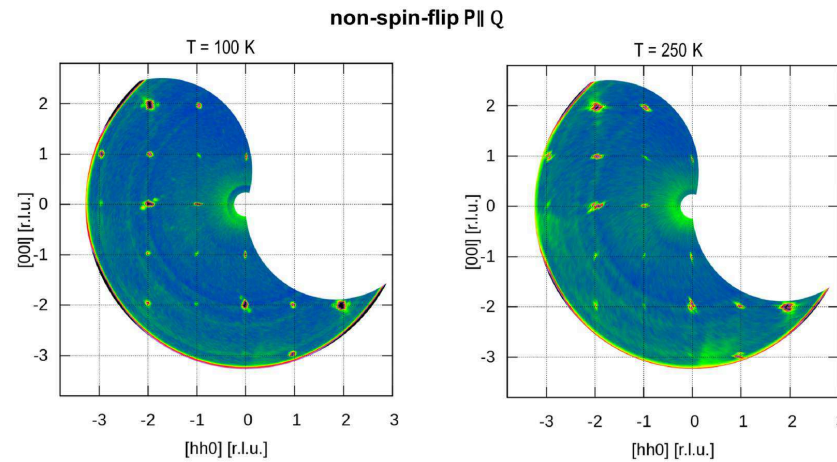 non-spin-flip P∥ Q
T = 100 K
T = 250 K
[00l] [r.l.u.]
2
1
0
-1
-2
-3
-3 -2 -1 0 1 2 3
[hh0] [r.l.u.]
[00l] [r.l.u.]
2
1
0
-1
-2
-3
-3 -2 -1 0 1 2
[hh0] [r.l.u.]